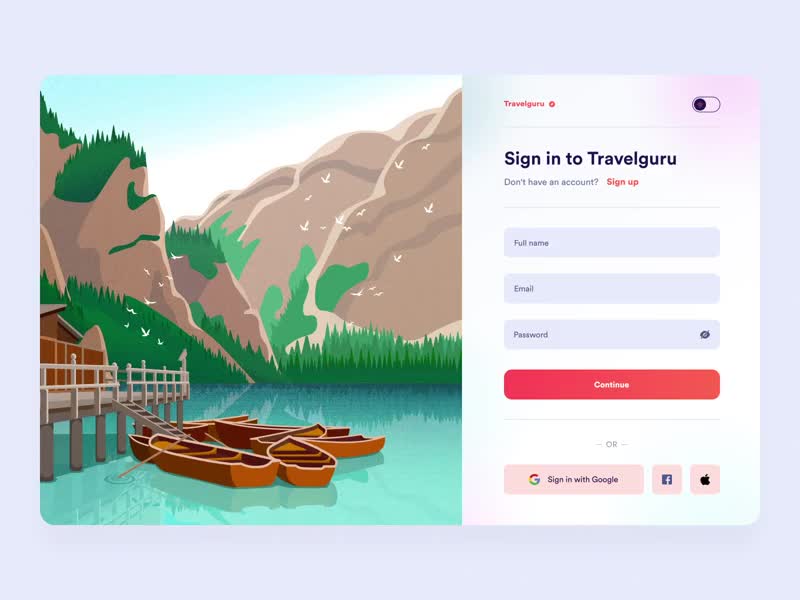 Travelguru
Sign in to Travelguru
Don't have an account? Sign up
Full name
Email
Password
Continue
— OR —
Sign in with Google